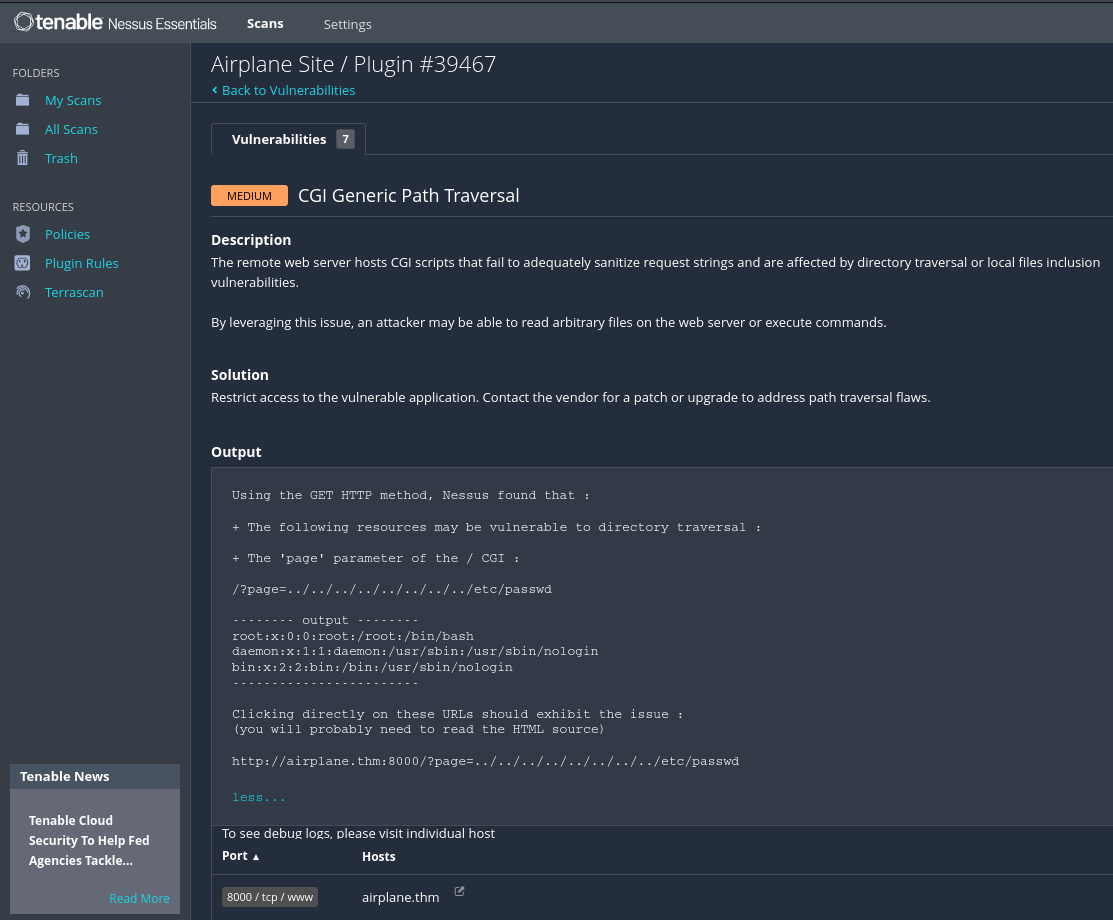 tenable Nessus Essentials Scans Settings
FOLDERS
My Scans
All Scans
Trash
RESOURCES
Policies
Plugin Rules
Terrascan
Tenable News
Tenable Cloud
Security To Help Fed
Agencies Tackle...
Read More
Airplane Site / Plugin #39467
Back to Vulnerabilities
Vulnerabilities 7
MEDIUM CGI Generic Path Traversal
Description
The remote web server hosts CGI scripts that fail to adequately sanitize request strings and are affected by directory traversal or local files inclusion
vulnerabilities.
By leveraging this issue, an attacker may be able to read arbitrary files on the web server or execute commands.
Solution
Restrict access to the vulnerable application. Contact the vendor for a patch or upgrade to address path traversal flaws.
Output
Using the GET HTTP method, Nessus found that :
+ The following resources may be vulnerable to directory traversal :
+ The 'page' parameter of the / CGI :
/?page=../../../../../../../../etc/passwd
-------- output --------
root:x:0:0:root:/root:/bin/bash
daemon:x:1:1:daemon:/usr/sbin:/usr/sbin/nologin
bin:x:2:2:bin:/bin:/usr/sbin/nologin
------------------------
Clicking directly on these URLs should exhibit the issue :
(you will probably need to read the HTML source)
http://airplane.thm:8000/?page=../../../../../../../../etc/passwd
less...
To see debug logs, please visit individual host
Port ▲ Hosts
8000 / tcp / www airplane.thm